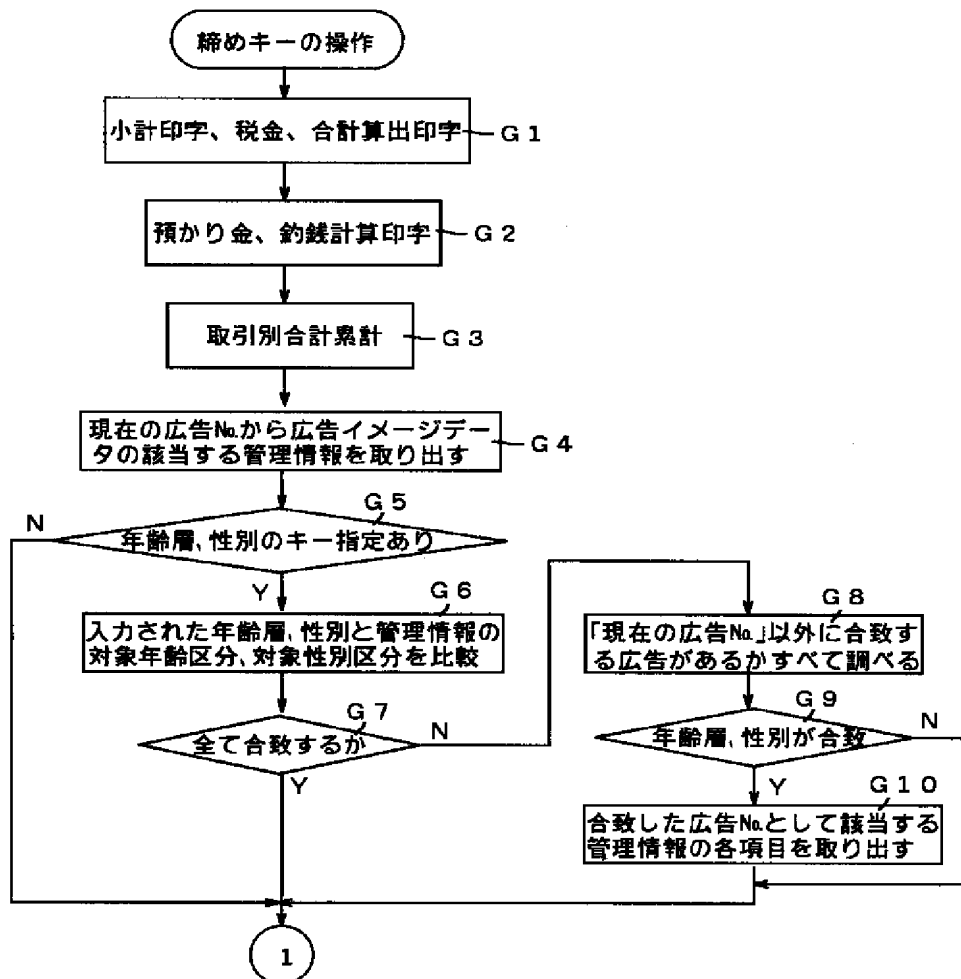 締めキーの操作
小計印字、税金、合計算出印字
G1
預かり金、釣銭計算印字
G2
取引別合計累計
G3
現在の広告№から広告イメージデー
タの該当する管理情報を取り出す
G4
G5
N
年齢層、性別のキー指定あり
Y
G6
入力された年齢層、性別と管理情報の
対象年齢区分、対象性別区分を比較
G7
全て合致するか
N
Y
G8
「現在の広告№」以外に合致す
る広告があるかすべて調べる
G9
年齢層、性別が合致
N
Y
G10
合致した広告№として該当する
管理情報の各項目を取り出す
1